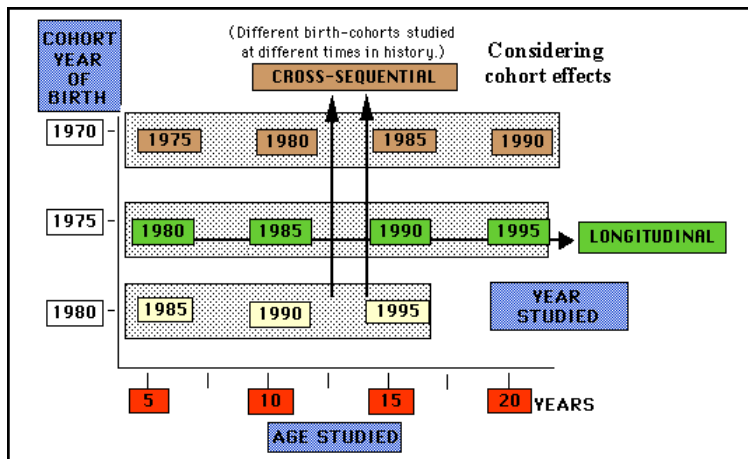 COHORT
YEAR
OF
BIRTH
(Different birth-cohorts studied
at different times in history.)
CROSS-SEQUENTIAL
Considering
cohort effects
1970
1975
1980
1985
1990
1975
1980
1985
1990
1995
LONGITUDINAL
1980
1985
1990
1995
YEAR
STUDIED
5
10
15
20
YEARS
AGE STUDIED